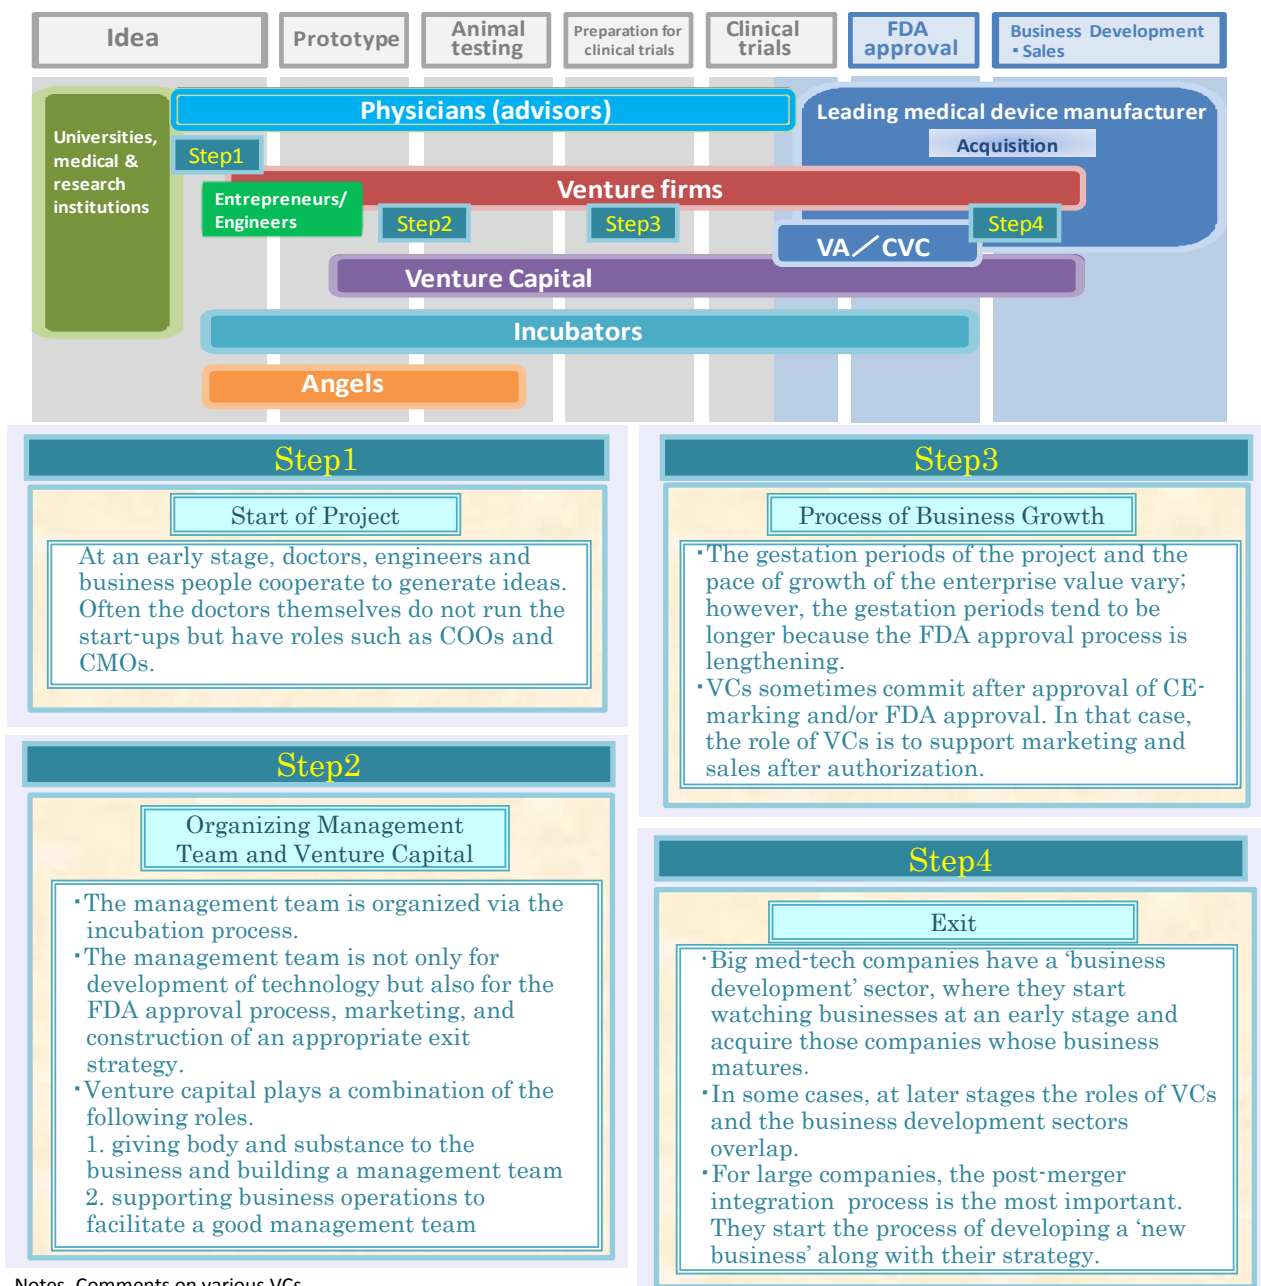 Idea
Prototype
Animal
testing
Preparation for
clinical trials
Clinical
trials
FDA
approval
Business Development
・Sales
Universities,
medical &
research
institutions
Physicians (advisors)
Leading medical device manufacturer
Acquisition
Step1
Venture firms
Entrepreneurs/
Engineers
Step2
Step3
Step4
VA／CVC
Venture Capital
Incubators
Angels
Step1
Start of Project
At an early stage, doctors, engineers and
business people cooperate to generate ideas.
Often the doctors themselves do not run the
start-ups but have roles such as COOs and
CMOs.
Step2
Organizing Management
Team and Venture Capital
・The management team is organized via the
incubation process.
・The management team is not only for
development of technology but also for the
FDA approval process, marketing, and
construction of an appropriate exit
strategy.
・Venture capital plays a combination of the
following roles.
1. giving body and substance to the
business and building a management team
2. supporting business operations to
facilitate a good management team
Step3
Process of Business Growth
・The gestation periods of the project and the
pace of growth of the enterprise value vary;
however, the gestation periods tend to be
longer because the FDA approval process is
lengthening.
・VCs sometimes commit after approval of CE-
marking and/or FDA approval. In that case,
the role of VCs is to support marketing and
sales after authorization.
Step4
Exit
・Big med-tech companies have a ‘business
development’ sector, where they start
watching businesses at an early stage and
acquire those companies whose business
matures.
・In some cases, at later stages the roles of VCs
and the business development sectors
overlap.
・For large companies, the post-merger
integration process is the most important.
They start the process of developing a ‘new
business’ along with their strategy.
Notes. Comments on various VCs